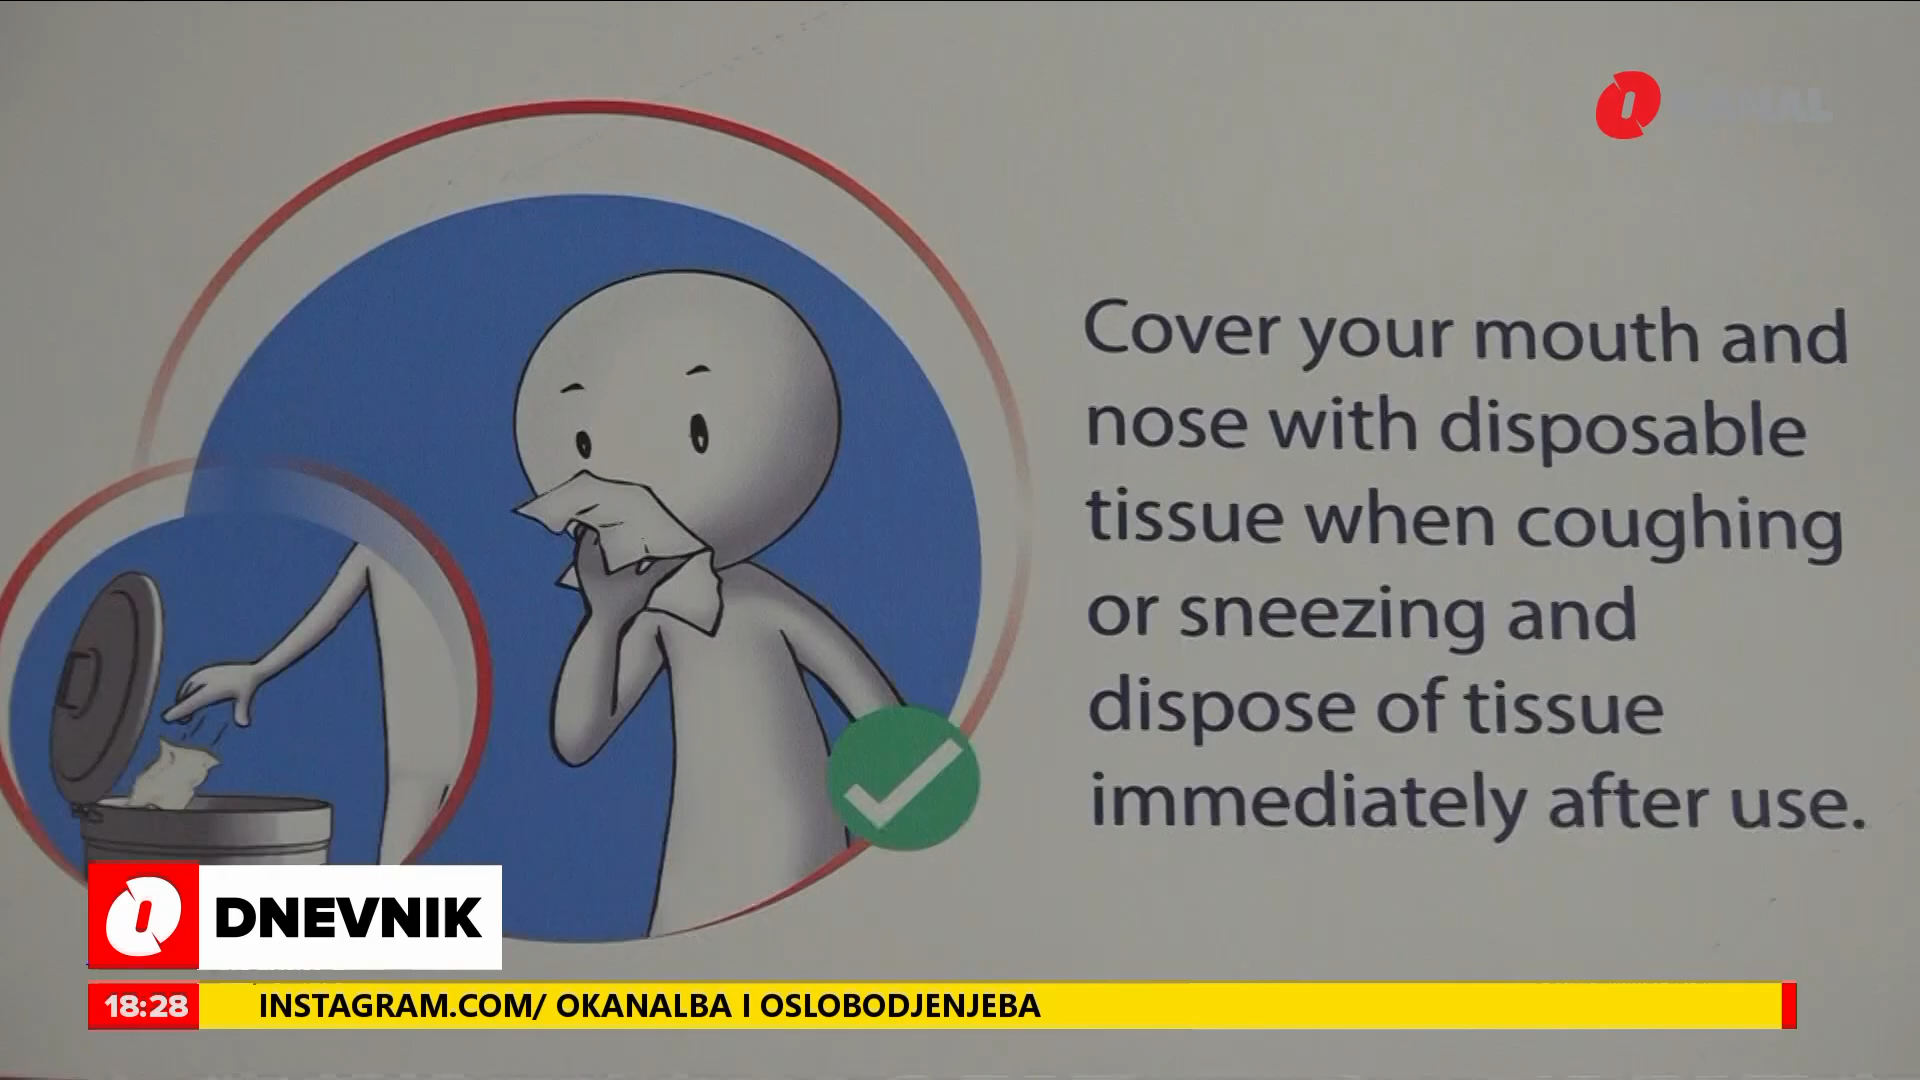 KANAL
Cover your mouth and
nose with disposable
tissue when coughing
or sneezing and
dispose of tissue
immediately after use.
DNEVNIK
18:28
INSTAGRAM.COM/ OKANALBA I OSLOBODJENJEBA